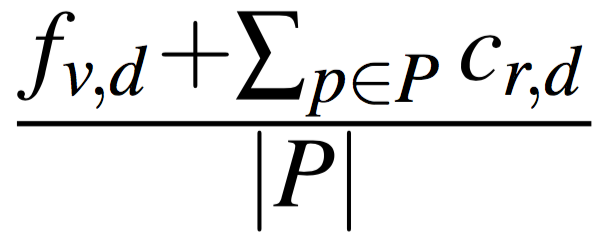 f_{v,d} + ∑_{p∈P} c_{r,d}
|P|